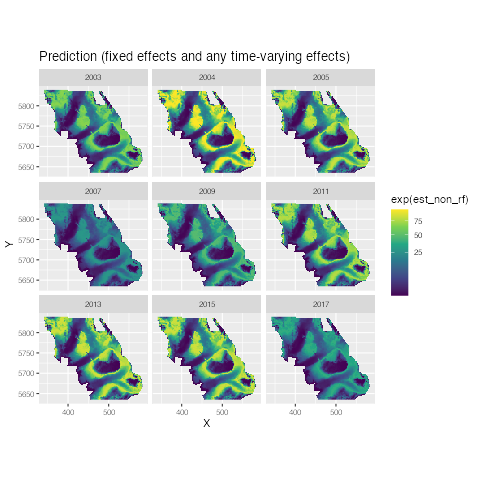 Prediction (fixed effects and any time-varying effects)
2003 2004 2005
5800
5750
5700
5650
2007 2009 2011
5800
5750
5700
5650
2013 2015 2017
5800
5750
5700
5650
400 500 400 500 400 500
X
Y
exp(est_non_rf)
75
50
25